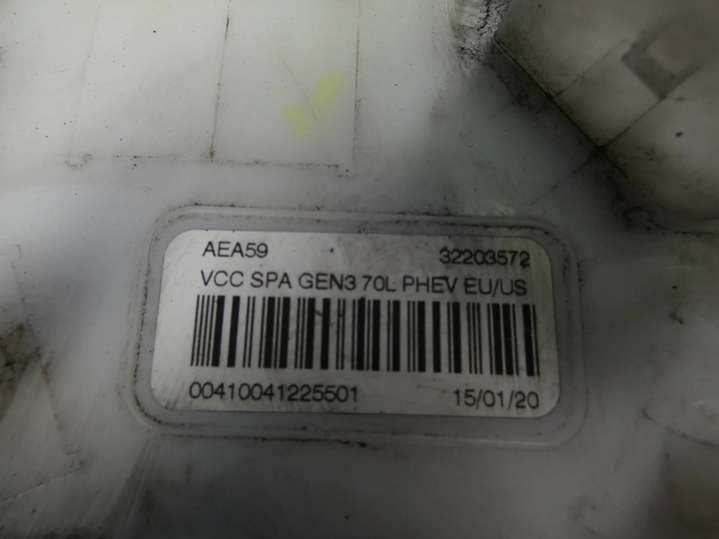 AEA59 32203572
VCC SPA GEN3 70L PHEV EU/US
00410041225501 15/01/20